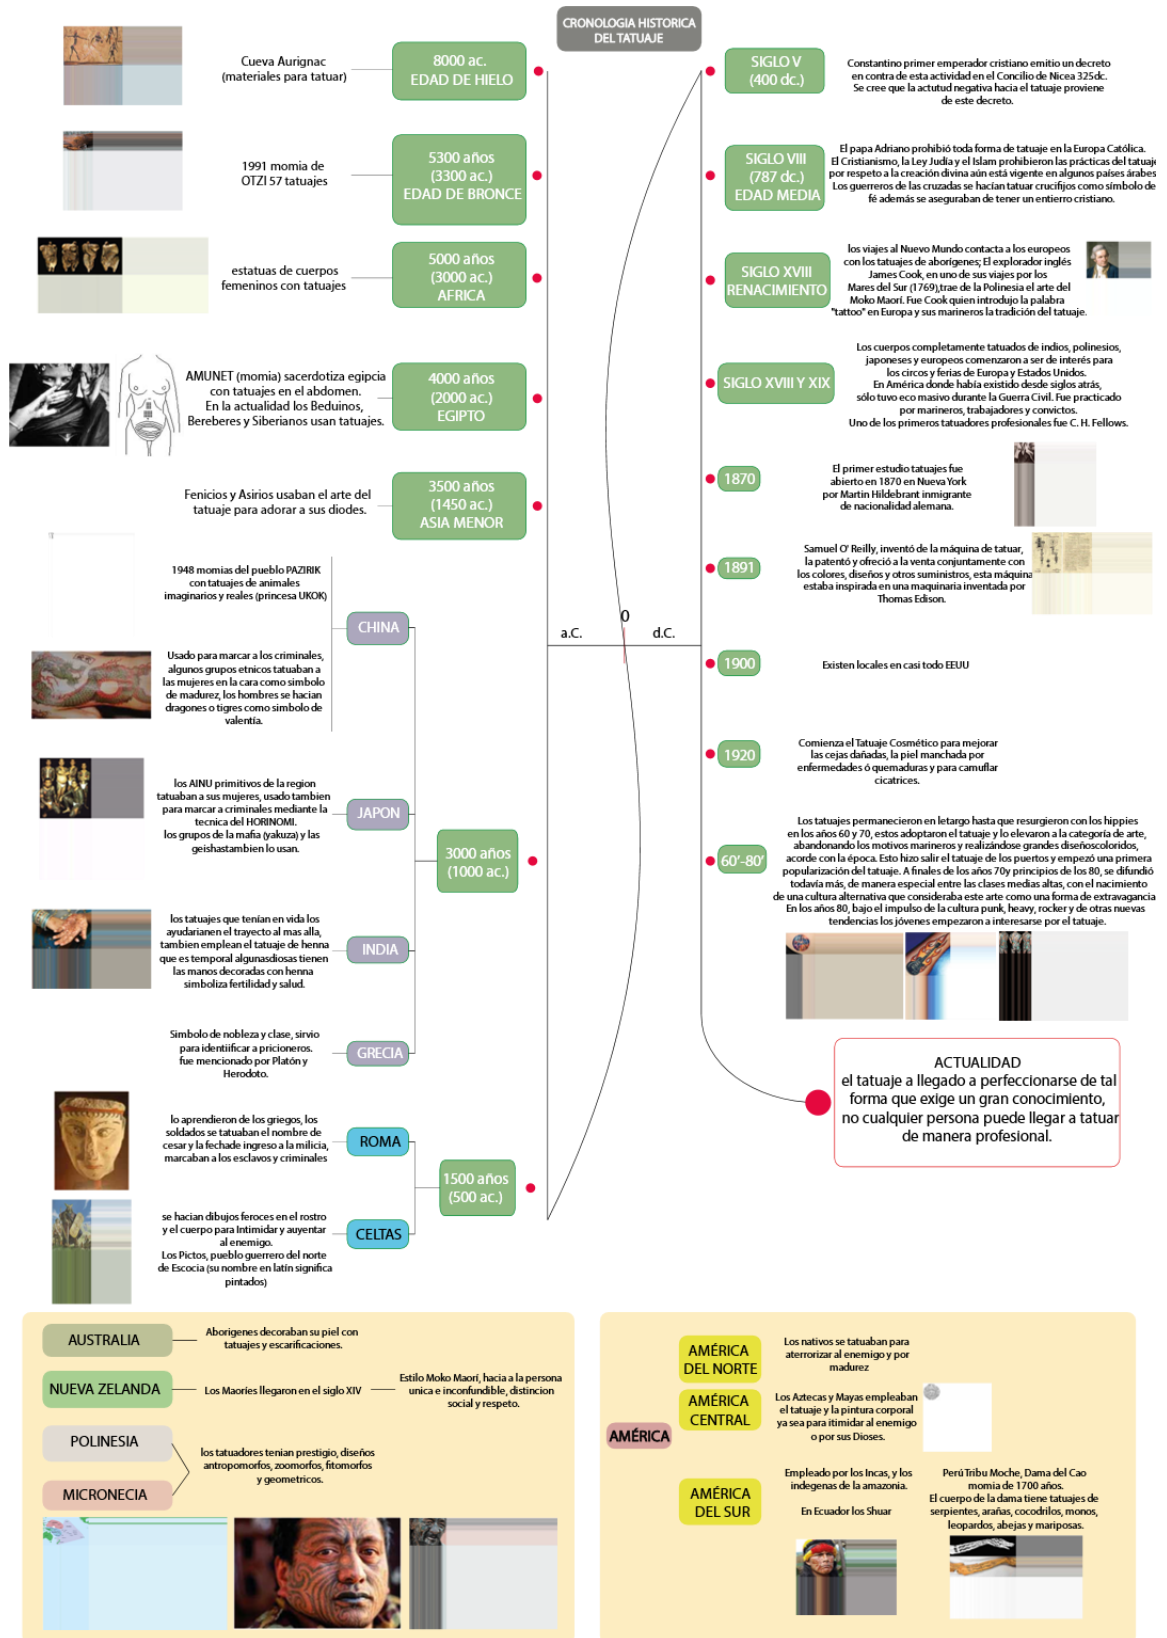 CRONOLOGIA HISTORICA
DEL TATUAJE
Cueva Aurignac
(materiales para tatuar)
8000 ac.
EDAD DE HIELO
1991 momia de
OTZI 57 tatuajes
5300 años
(3300 ac.)
EDAD DE BRONCE
estatuas de cuerpos
femeninos con tatuajes
5000 años
(3000 ac.)
AFRICA
AMUNET (momia) sacerdotiza egipcia
con tatuajes en el abdomen.
En la actualidad los Beduinos,
Bereberes y Siberianos usan tatuajes.
4000 años
(2000 ac.)
EGIPTO
Fenicios y Asirios usaban el arte del
tatuaje para adorar a sus diodes.
3500 años
(1450 ac.)
ASIA MENOR
1948 momias del pueblo PAZIRIK
con tatuajes de animales
imaginarios y reales (princesa UKOK)
CHINA
Usado para marcar a los criminales,
algunos grupos etnicos tatuaban a
las mujeres en la cara como simbolo
de madurez, los hombres se hacian
dragones o tigres como simbolo de
valentía.
los AINU primitivos de la region
tatuaban a sus mujeres, usado tambien
para marcar a criminales mediante la
tecnica del HORINOMI.
los grupos de la mafia (yakuza) y las
geishastambien lo usan.
JAPON
3000 años
(1000 ac.)
los tatuajes que tenían en vida los
ayudarianen el trayecto al mas alla,
tambien emplean el tatuaje de henna
que es temporal algunasdiosas tienen
las manos decoradas con henna
simboliza fertilidad y salud.
INDIA
Simbolo de nobleza y clase, sirvio
para identiificar a pricioneros.
fue mencionado por Platón y
Herodoto.
GRECIA
lo aprendieron de los griegos, los
soldados se tatuaban el nombre de
cesar y la fechade ingreso a la milicia,
marcaban a los esclavos y criminales
ROMA
1500 años
(500 ac.)
se hacian dibujos feroces en el rostro
y el cuerpo para Intimidar y auyentar
al enemigo.
Los Pictos, pueblo guerrero del norte
de Escocia (su nombre en latín significa
pintados)
CELTAS
a.C.
0
d.C.
SIGLO V
(400 dc.)
Constantino primer emperador cristiano emitio un decreto
en contra de esta actividad en el Concilio de Nicea 325dc.
Se cree que la actutud negativa hacia el tatuaje proviene
de este decreto.
SIGLO VIII
(787 dc.)
EDAD MEDIA
El papa Adriano prohibió toda forma de tatuaje en la Europa Católica.
El Cristianismo, la Ley Judía y el Islam prohibieron las prácticas del tatuaje
por respeto a la creación divina aún está vigente en algunos países árabes
Los guerreros de las cruzadas se hacían tatuar crucifijos como símbolo de
fé además se aseguraban de tener un entierro cristiano.
SIGLO XVIII
RENACIMIENTO
los viajes al Nuevo Mundo contacta a los europeos
con los tatuajes de aborígenes; El explorador inglés
James Cook, en uno de sus viajes por los
Mares del Sur (1769),trae de la Polinesia el arte del
Moko Maorí. Fue Cook quien introdujo la palabra
"tattoo" en Europa y sus marineros la tradición del tatuaje.
SIGLO XVIII Y XIX
Los cuerpos completamente tatuados de indios, polinesios,
japoneses y europeos comenzaron a ser de interés para
los circos y ferias de Europa y Estados Unidos.
En América donde había existido desde siglos atrás,
sólo tuvo eco masivo durante la Guerra Civil. Fue practicado
por marineros, trabajadores y convictos.
Uno de los primeros tatuadores profesionales fue C. H. Fellows.
1870
El primer estudio tatuajes fue
abierto en 1870 en Nueva York
por Martin Hildebrant inmigrante
de nacionalidad alemana.
1891
Samuel O' Reilly, inventó de la máquina de tatuar,
la patentó y ofreció a la venta conjuntamente con
los colores, diseños y otros suministros, esta máquina
estaba inspirada en una maquinaria inventada por
Thomas Edison.
1900
Existen locales en casi todo EEUU
1920
Comienza el Tatuaje Cosmético para mejorar
las cejas dañadas, la piel manchada por
enfermedades ó quemaduras y para camuflar
cicatrices.
60'-80'
Los tatuajes permanecieron en letargo hasta que resurgieron con los hippies
en los años 60 y 70, estos adoptaron el tatuaje y lo elevaron a la categoría de arte,
abandonando los motivos marineros y realizándose grandes diseñoscoloridos,
acorde con la época. Esto hizo salir el tatuaje de los puertos y empezó una primera
popularización del tatuaje. A finales de los años 70y principios de los 80, se difundió
todavía más, de manera especial entre las clases medias altas, con el nacimiento
de una cultura alternativa que consideraba este arte como una forma de extravagancia
En los años 80, bajo el impulso de la cultura punk, heavy, rocker y de otras nuevas
tendencias los jóvenes empezaron a interesarse por el tatuaje.
ACTUALIDAD
el tatuaje a llegado a perfeccionarse de tal
forma que exige un gran conocimiento,
no cualquier persona puede llegar a tatuar
de manera profesional.
AUSTRALIA
Aborigenes decoraban su piel con
tatuajes y escarificaciones.
NUEVA ZELANDA
Los Maoríes llegaron en el siglo XIV
Estilo Moko Maorí, hacia a la persona
unica e inconfundible, distincion
social y respeto.
POLINESIA
MICRONECIA
los tatuadores tenian prestigio, diseños
antropomorfos, zoomorfos, fitomorfos
y geometricos.
AMÉRICA
AMÉRICA
DEL NORTE
Los nativos se tatuaban para
aterrorizar al enemigo y por
madurez
AMÉRICA
CENTRAL
Los Aztecas y Mayas empleaban
el tatuaje y la pintura corporal
ya sea para itimidar al enemigo
o por sus Dioses.
AMÉRICA
DEL SUR
Empleado por los Incas, y los
indegenas de la amazonia.
En Ecuador los Shuar
Perú Tribu Moche, Dama del Cao
momia de 1700 años.
El cuerpo de la dama tiene tatuajes de
serpientes, arañas, cocodrilos, monos,
leopardos, abejas y mariposas.